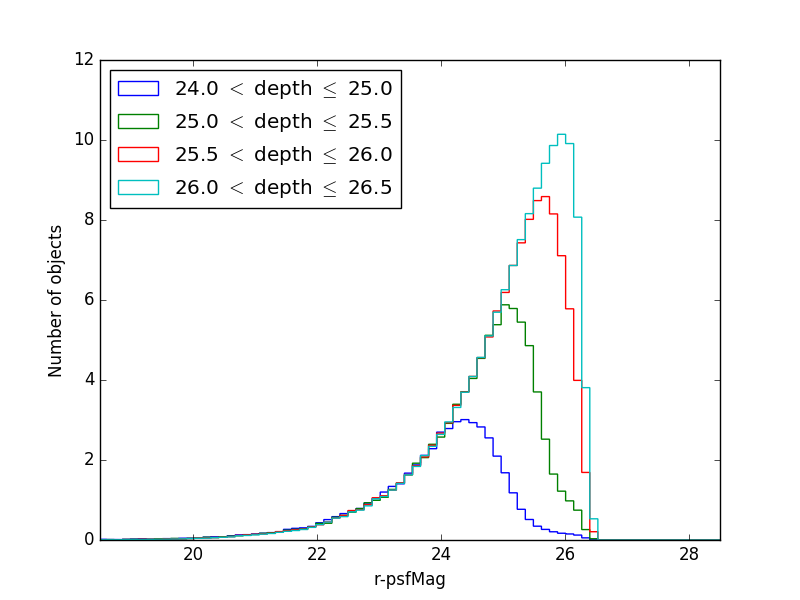 12
10
8
6
4
2
0
Number of objects
24.0 < depth ≤ 25.0
25.0 < depth ≤ 25.5
25.5 < depth ≤ 26.0
26.0 < depth ≤ 26.5
20 22 24 26 28
r-psfMag